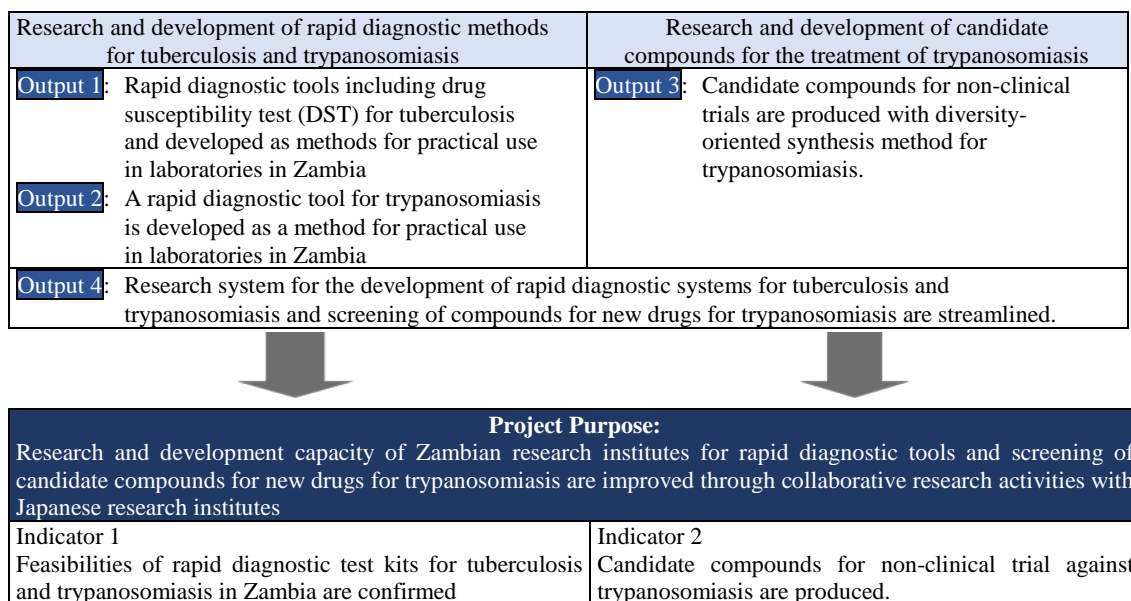 Research and development of rapid diagnostic methods
for tuberculosis and trypanosomiasis
Research and development of candidate
compounds for the treatment of trypanosomiasis
Output 1: Rapid diagnostic tools including drug
susceptibility test (DST) for tuberculosis
and developed as methods for practical use
in laboratories in Zambia
Output 2: A rapid diagnostic tool for trypanosomiasis
is developed as a method for practical use
in laboratories in Zambia
Output 3: Candidate compounds for non-clinical
trials are produced with diversity-
oriented synthesis method for
trypanosomiasis.
Output 4: Research system for the development of rapid diagnostic systems for tuberculosis and
trypanosomiasis and screening of compounds for new drugs for trypanosomiasis are streamlined.
Project Purpose:
Research and development capacity of Zambian research institutes for rapid diagnostic tools and screening of
candidate compounds for new drugs for trypanosomiasis are improved through collaborative research activities with
Japanese research institutes
Indicator 1
Feasibilities of rapid diagnostic test kits for tuberculosis
and trypanosomiasis in Zambia are confirmed
Indicator 2
Candidate compounds for non-clinical trial against
trypanosomiasis are produced.